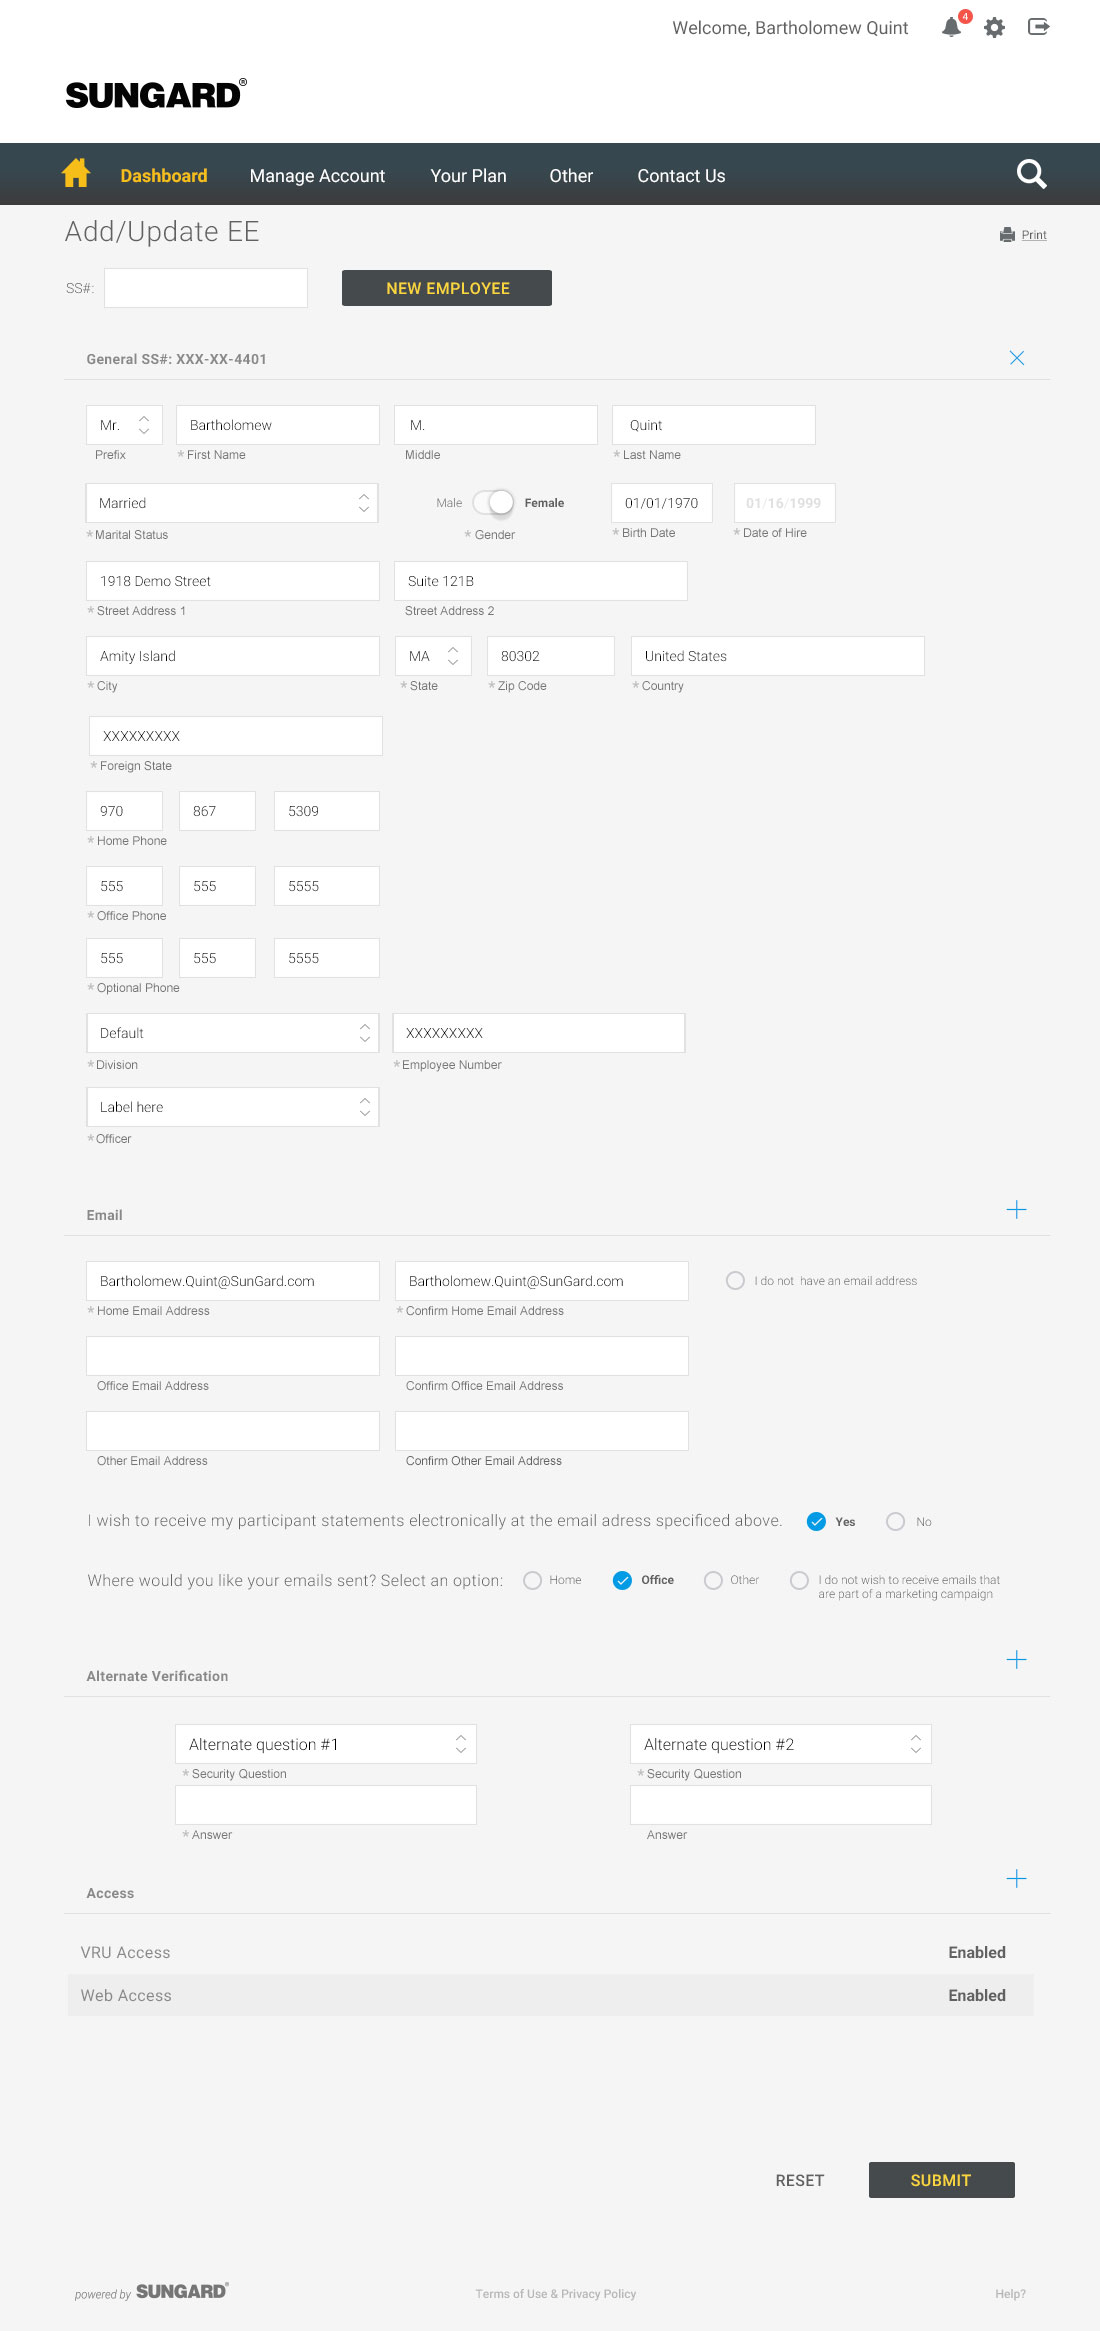 Welcome, Bartholomew Quint
4
SUNGARD®
Dashboard Manage Account Your Plan Other Contact Us
Add/Update EE
Print
SS#:
NEW EMPLOYEE
General SS#: XXX-XX-4401
Mr. Bartholomew M. Quint
Prefix * First Name Middle * Last Name
Married Male Female 01/01/1970 01/16/1999
* Marital Status * Gender * Birth Date * Date of Hire
1918 Demo Street Suite 121B
* Street Address 1 Street Address 2
Amity Island MA 80302 United States
* City * State * Zip Code * Country
XXXXXXXXX
* Foreign State
970 867 5309
* Home Phone
555 555 5555
* Office Phone
555 555 5555
* Optional Phone
Default XXXXXXXXX
* Division * Employee Number
Label here
* Officer
Email
Bartholomew.Quint@SunGard.com Bartholomew.Quint@SunGard.com I do not have an email address
* Home Email Address * Confirm Home Email Address
Office Email Address Confirm Office Email Address
Other Email Address Confirm Other Email Address
I wish to receive my participant statements electronically at the email adress specificed above. Yes No
Where would you like your emails sent? Select an option: Home Office Other I do not wish to receive emails that
are part of a marketing campaign
Alternate Verification
Alternate question #1 Alternate question #2
* Security Question * Security Question
* Answer Answer
Access
VRU Access Enabled
Web Access Enabled
RESET SUBMIT
powered by SUNGARD® Terms of Use & Privacy Policy Help?